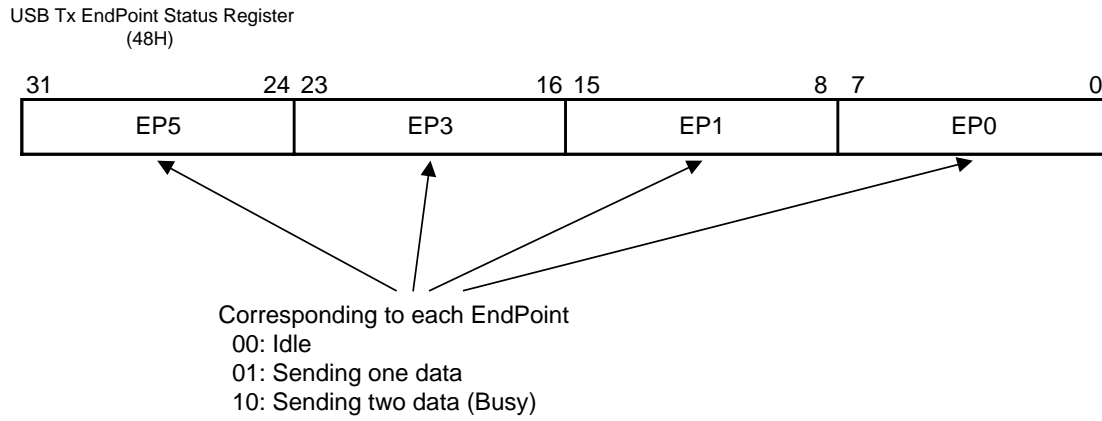 USB Tx EndPoint Status Register
(48H)
31 24 23 16 15 8 7 0
EP5 EP3 EP1 EP0
Corresponding to each EndPoint
00: Idle
01: Sending one data
10: Sending two data (Busy)